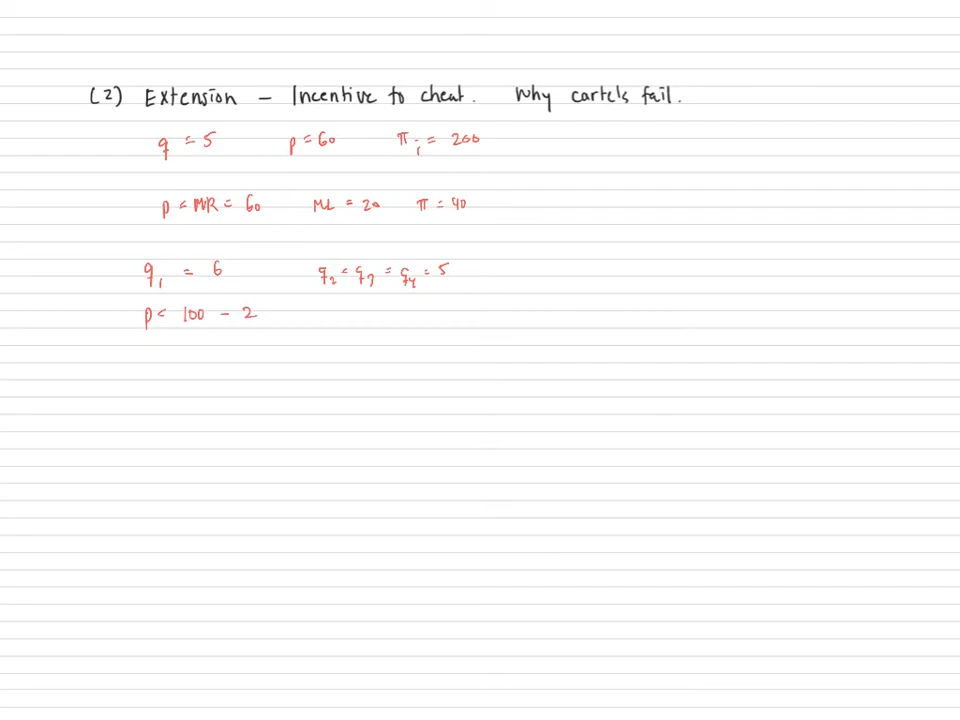 (2) Extension - Incentive to cheat. Why cartels fail.
q = 5 p = 60 π₁ = 200
p = MR = 60 MC = 20 π = 40
q₁ = 6 q₂ = q₃ = q₄ = 5
p = 100 - 2